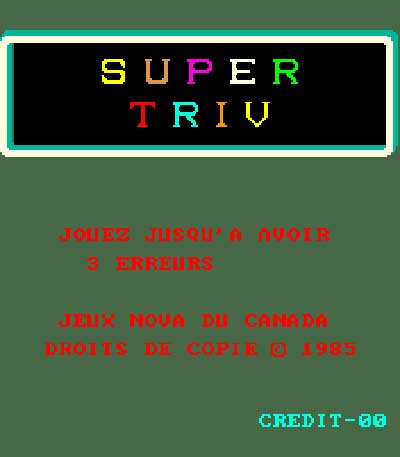 SUPER
TRIV
JOUEZ JUSQU'A AVOIR
3 ERREURS
JEUX NOVA DU CANADA
DROITS DE COPIE © 1985
CREDIT-00